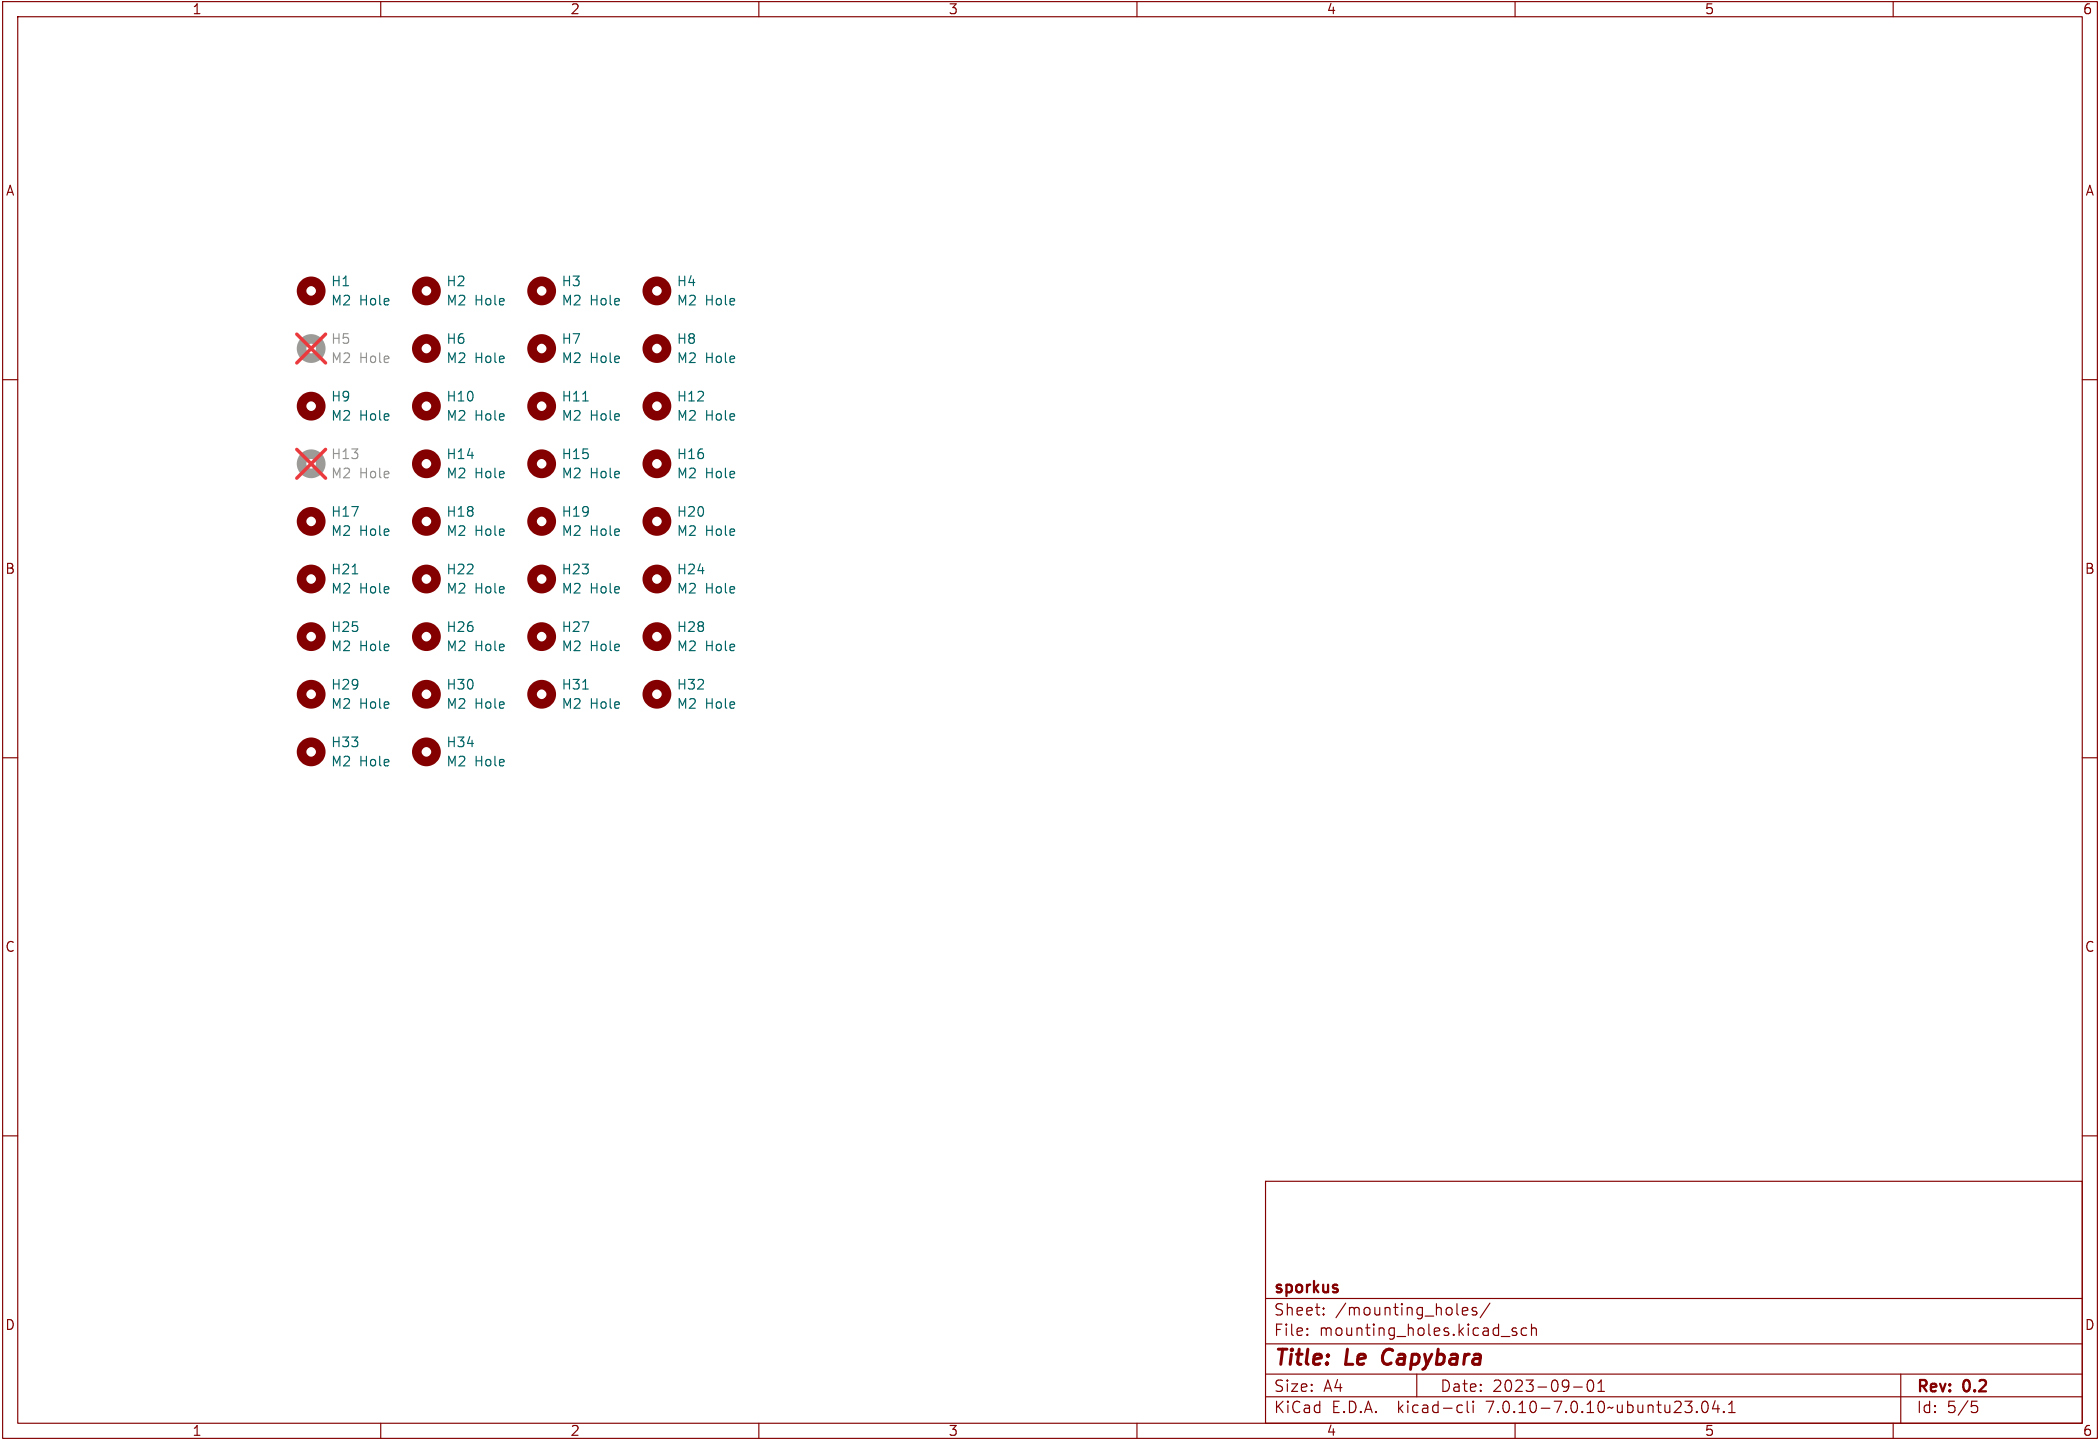 1 2 3 4 5 6
A A
H1 H2 H3 H4
M2 Hole M2 Hole M2 Hole M2 Hole
H5 H6 H7 H8
M2 Hole M2 Hole M2 Hole M2 Hole
H9 H10 H11 H12
M2 Hole M2 Hole M2 Hole M2 Hole
H13 H14 H15 H16
M2 Hole M2 Hole M2 Hole M2 Hole
H17 H18 H19 H20
M2 Hole M2 Hole M2 Hole M2 Hole
B B
H21 H22 H23 H24
M2 Hole M2 Hole M2 Hole M2 Hole
H25 H26 H27 H28
M2 Hole M2 Hole M2 Hole M2 Hole
H29 H30 H31 H32
M2 Hole M2 Hole M2 Hole M2 Hole
H33 H34
M2 Hole M2 Hole
C C
sporkus
Sheet: /mounting_holes/
D D
File: mounting_holes.kicad_sch
Title: Le Capybara
Size: A4 Date: 2023-09-01 Rev: 0.2
KiCad E.D.A. kicad-cli 7.0.10-7.0.10~ubuntu23.04.1 Id: 5/5
1 2 3 4 5 6